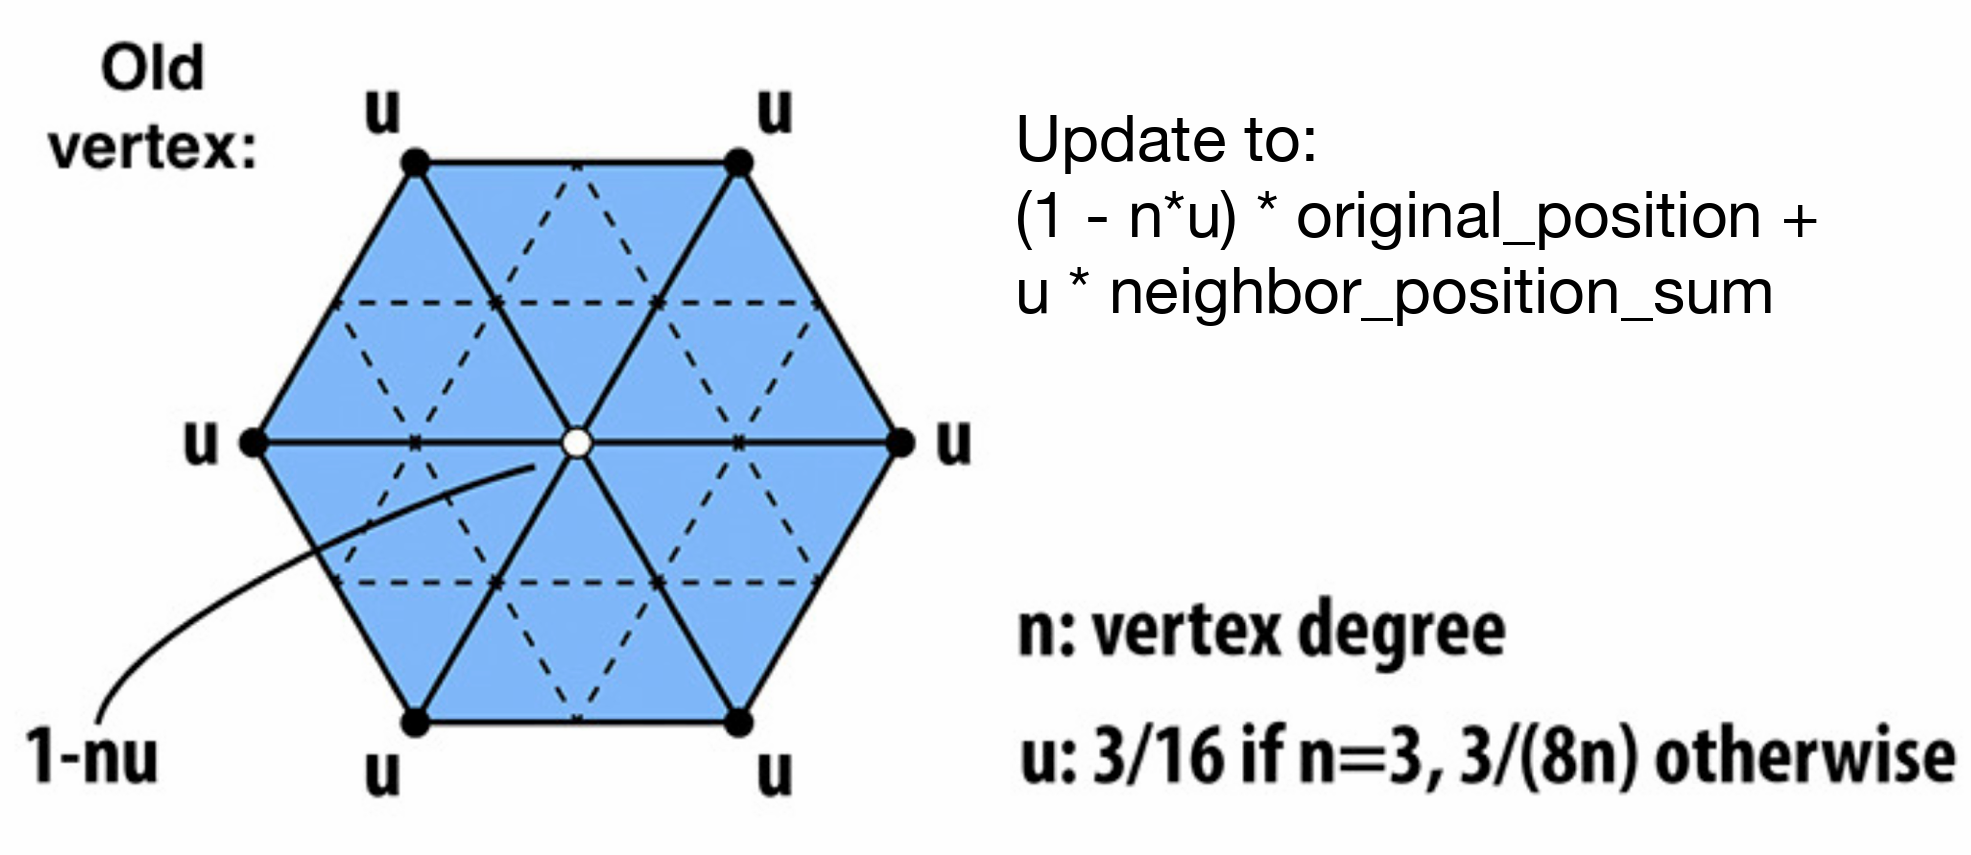 Old
vertex:
u
u
Update to:
(1 - n*u) * original_position +
u * neighbor_position_sum
u
u
n: vertex degree
1-nu
u
u
u: 3/16 if n=3, 3/(8n) otherwise